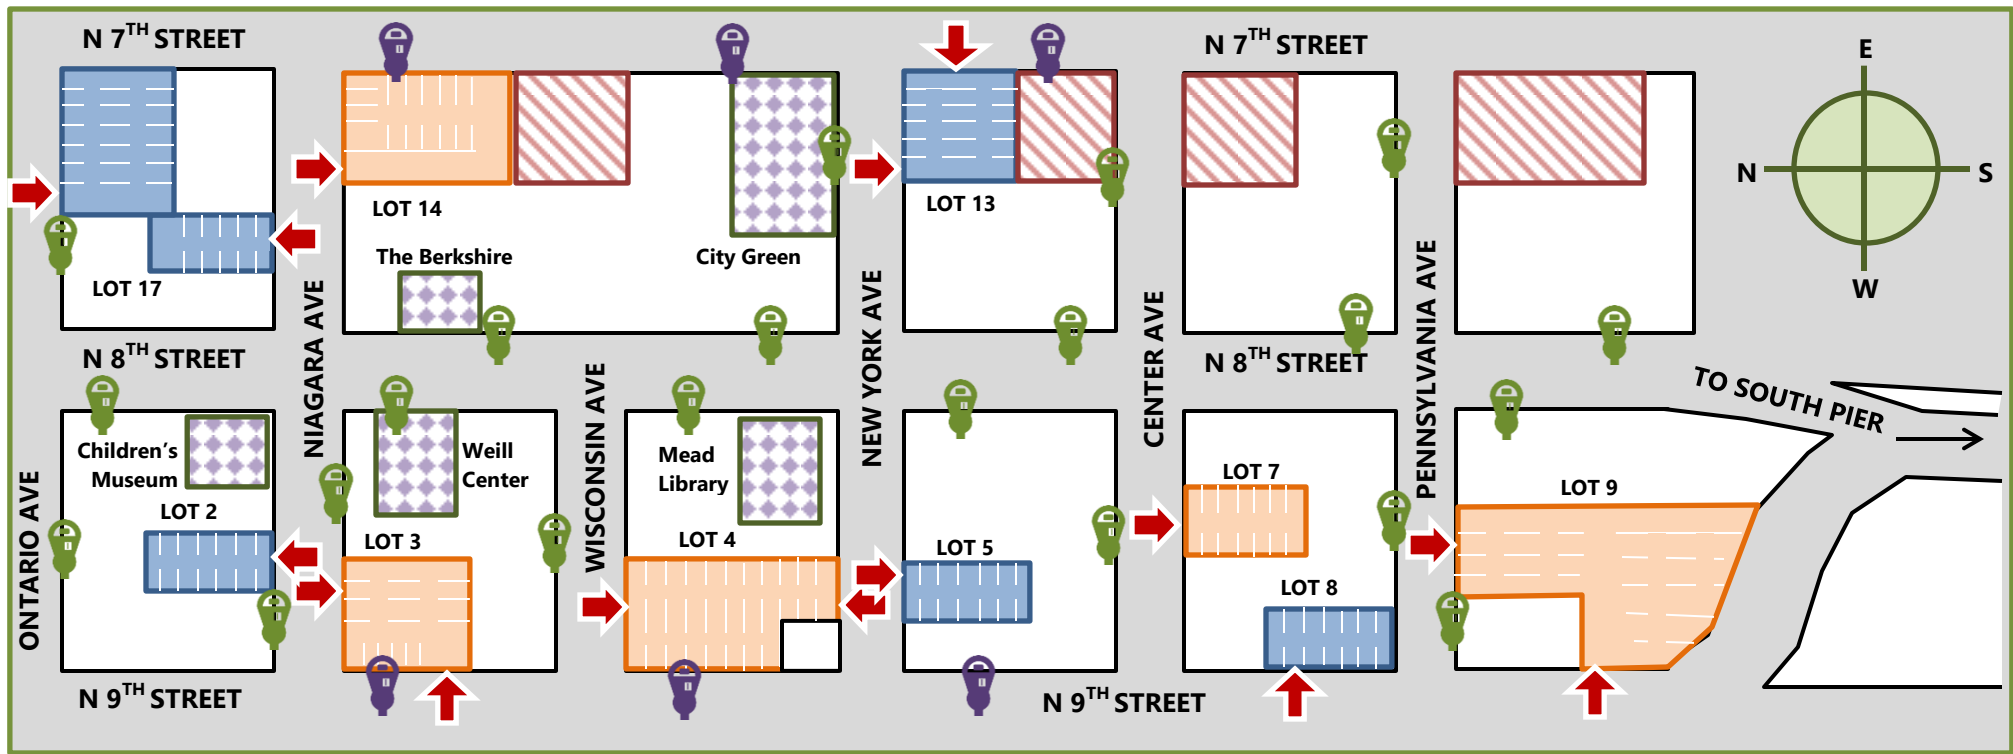 N 7TH STREET
N 7TH STREET
E
N
S
W
LOT 14
LOT 13
The Berkshire
City Green
LOT 17
NIAGARA AVE
NEW YORK AVE
PENNSYLVANIA AVE
N 8TH STREET
N 8TH STREET
WISCONSIN AVE
CENTER AVE
TO SOUTH PIER
Children's
Museum
Weill
Center
Mead
Library
ONTARIO AVE
LOT 2
LOT 3
LOT 4
LOT 5
LOT 7
LOT 8
LOT 9
N 9TH STREET
N 9TH STREET